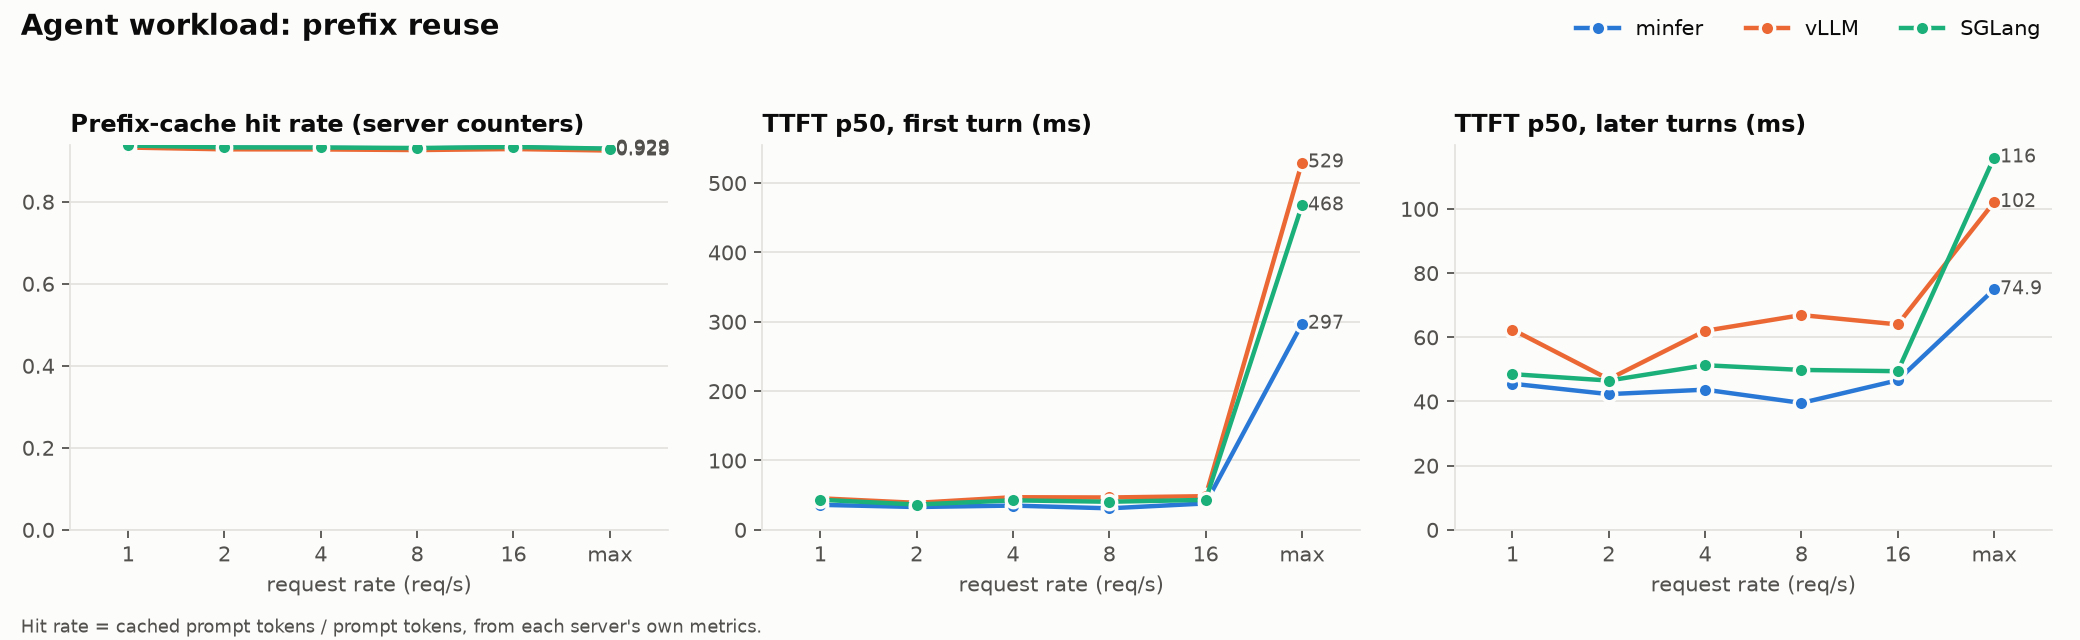 Agent workload: prefix reuse
minfer
vLLM
SGLang
Prefix-cache hit rate (server counters)
0.8
0.6
0.4
0.2
0.0
1 2 4 8 16 max
request rate (req/s)
TTFT p50, first turn (ms)
529
468
297
500
400
300
200
100
0
1 2 4 8 16 max
request rate (req/s)
TTFT p50, later turns (ms)
116
102
74.9
100
80
60
40
20
0
1 2 4 8 16 max
request rate (req/s)
Hit rate = cached prompt tokens / prompt tokens, from each server's own metrics.